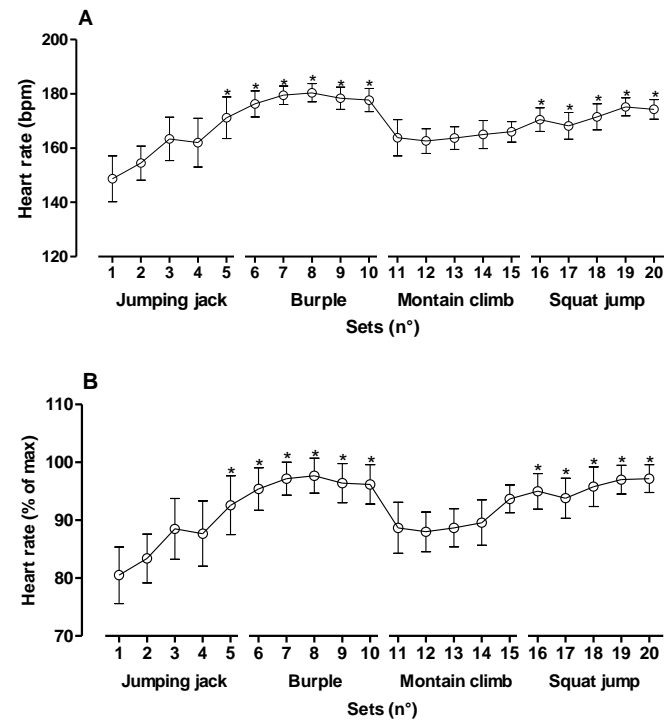 A
Heart rate (bpm)
200
180
160
140
120
* * * * * * * * * * *
1 2 3 4 5 6 7 8 9 10 11 12 13 14 15 16 17 18 19 20
Jumping jack Burple Montain climb Squat jump
Sets (n°)
B
Heart rate (% of max)
110
100
90
80
70
* * * * * * * * * * *
1 2 3 4 5 6 7 8 9 10 11 12 13 14 15 16 17 18 19 20
Jumping jack Burple Montain climb Squat jump
Sets (n°)